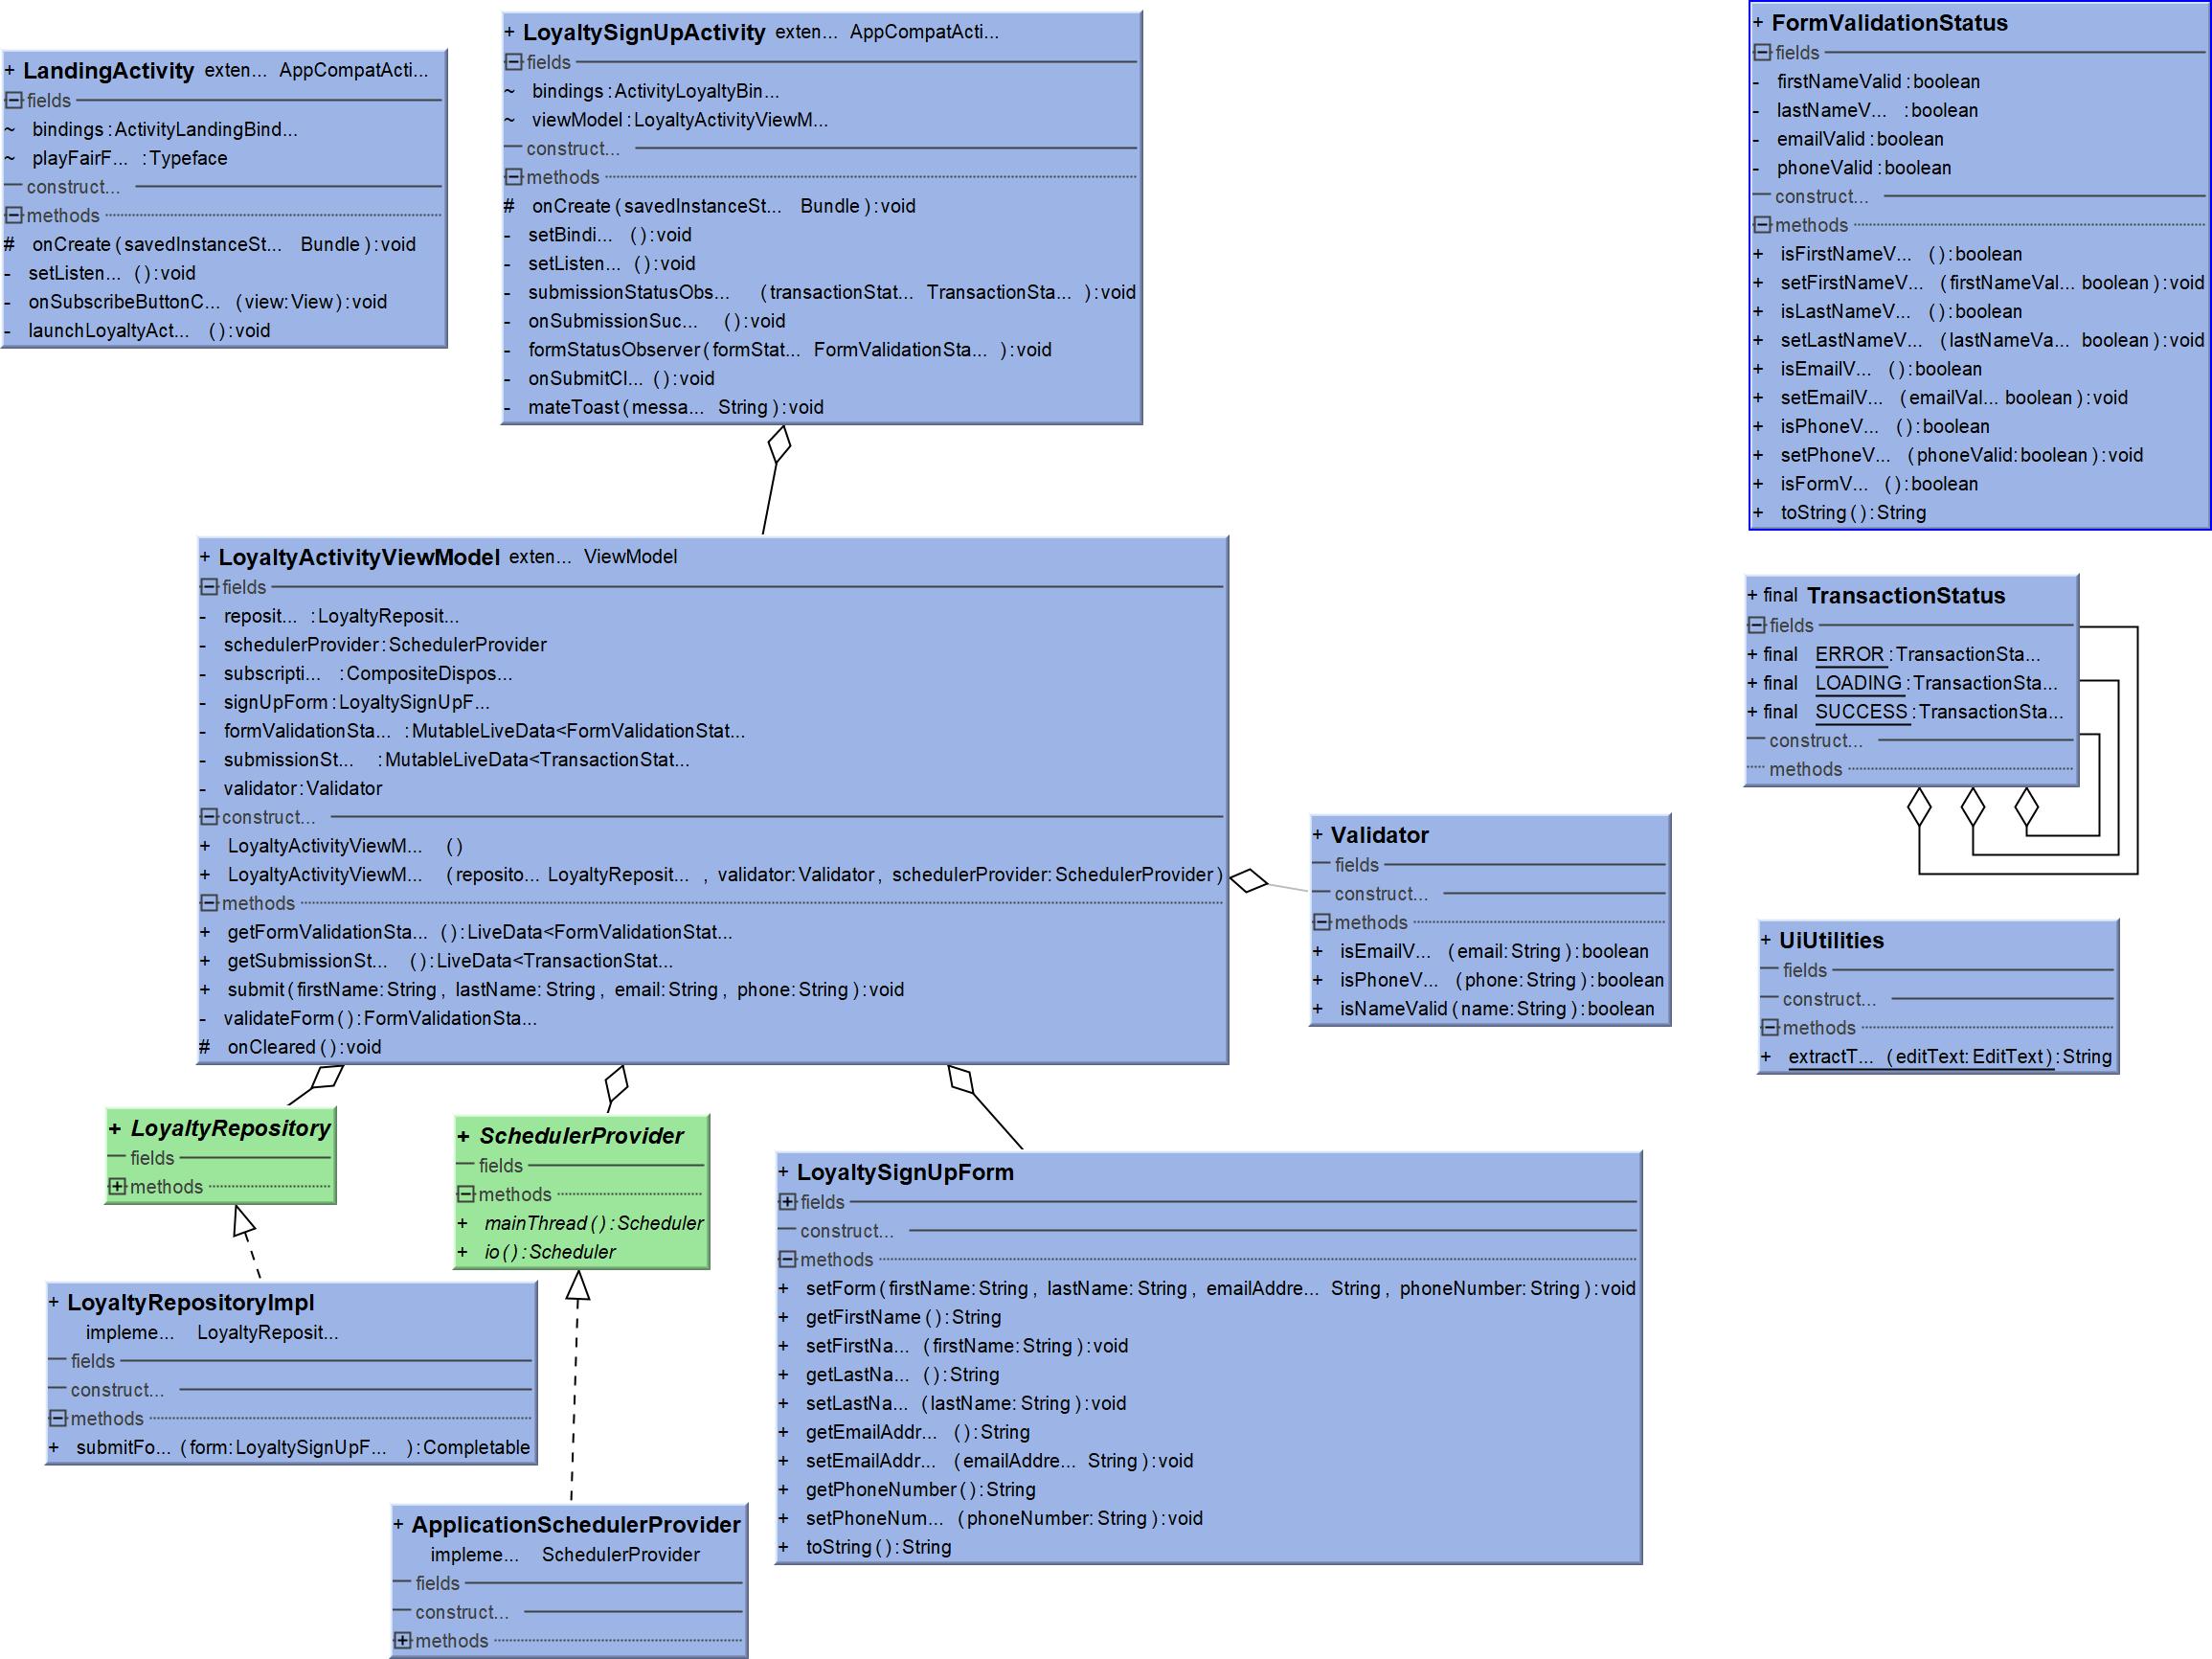 + LandingActivity exten... AppCompatActi...
fields
~ bindings:ActivityLandingBind...
~ playFairF... :Typeface
construct...
methods
# onCreate(savedInstanceSt... Bundle):void
- setListen... ():void
- onSubscribeButtonC... (view:View):void
- launchLoyaltyAct... ():void
+ LoyaltySignUpActivity exten... AppCompatActi...
fields
~ bindings:ActivityLoyaltyBin...
~ viewModel:LoyaltyActivityViewM...
construct...
methods
# onCreate(savedInstanceSt... Bundle):void
- setBindi... ():void
- setListen... ():void
- submissionStatusObs... (transactionStat... TransactionSta... ):void
- onSubmissionSuc... ():void
- formStatusObserver(formStat... FormValidationSta... ):void
- onSubmitCl... ():void
- mateToast(messa... String):void
+ FormValidationStatus
fields
- firstNameValid:boolean
- lastNameV... :boolean
- emailValid:boolean
- phoneValid:boolean
construct...
methods
+ isFirstNameV... ():boolean
+ setFirstNameV... (firstNameVal... boolean):void
+ isLastNameV... ():boolean
+ setLastNameV... (lastNameVa... boolean):void
+ isEmailV... ():boolean
+ setEmailV... (emailVal... boolean):void
+ isPhoneV... ():boolean
+ setPhoneV... (phoneValid:boolean):void
+ isFormV... ():boolean
+ toString():String
+ LoyaltyActivityViewModel exten... ViewModel
fields
- reposit... :LoyaltyReposit...
- schedulerProvider:SchedulerProvider
- subscripti... :CompositeDispos...
- signUpForm:LoyaltySignUpF...
- formValidationSta... :MutableLiveData<FormValidationStat...
- submissionSt... :MutableLiveData<TransactionStat...
- validator:Validator
construct...
+ LoyaltyActivityViewM... ()
+ LoyaltyActivityViewM... (reposito... LoyaltyReposit... , validator:Validator, schedulerProvider:SchedulerProvider)
methods
+ getFormValidationSta... ():LiveData<FormValidationStat...
+ getSubmissionSt... ():LiveData<TransactionStat...
+ submit(firstName:String, lastName:String, email:String, phone:String):void
- validateForm():FormValidationSta...
# onCleared():void
+ final TransactionStatus
fields
+ final ERROR:TransactionSta...
+ final LOADING:TransactionSta...
+ final SUCCESS:TransactionSta...
construct...
methods
+ Validator
fields
construct...
methods
+ isEmailV... (email:String):boolean
+ isPhoneV... (phone:String):boolean
+ isNameValid(name:String):boolean
+ UiUtilities
fields
construct...
methods
+ extractT... (editText:EditText):String
+ LoyaltyRepository
fields
methods
+ SchedulerProvider
fields
methods
+ mainThread():Scheduler
+ io():Scheduler
+ LoyaltySignUpForm
fields
construct...
methods
+ setForm(firstName:String, lastName:String, emailAddre... String, phoneNumber:String):void
+ getFirstName():String
+ setFirstNa... (firstName:String):void
+ getLastNa... ():String
+ setLastNa... (lastName:String):void
+ getEmailAddr... ():String
+ setEmailAddr... (emailAddre... String):void
+ getPhoneNumber():String
+ setPhoneNum... (phoneNumber:String):void
+ toString():String
+ LoyaltyRepositoryImpl
impleme... LoyaltyReposit...
fields
construct...
methods
+ submitFo... (form:LoyaltySignUpF... ):Completable
+ ApplicationSchedulerProvider
impleme... SchedulerProvider
fields
construct...
methods